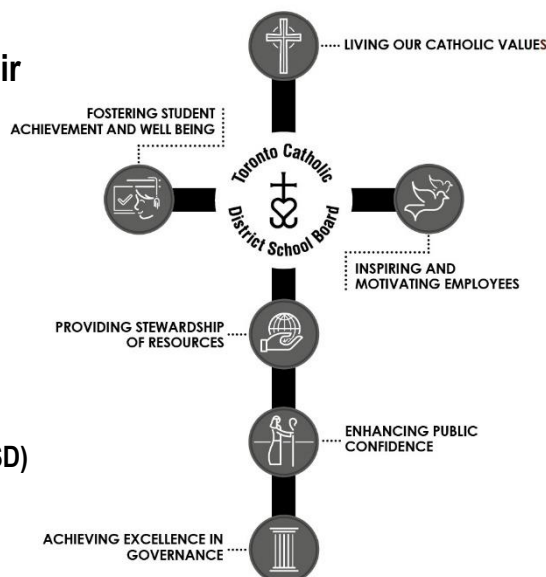 LIVING OUR CATHOLIC VALUES
ir
FOSTERING STUDENT
ACHIEVEMENT AND WELL BEING
Toronto Catholic
District School Board
INSPIRING AND
MOTIVATING EMPLOYEES
PROVIDING STEWARDSHIP
OF RESOURCES
ENHANCING PUBLIC
CONFIDENCE
SD)
ACHIEVING EXCELLENCE IN
GOVERNANCE